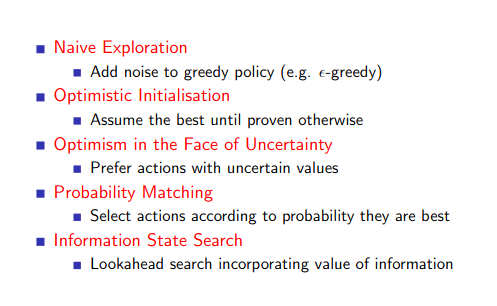 Naive Exploration
Add noise to greedy policy (e.g. ϵ-greedy)
Optimistic Initialisation
Assume the best until proven otherwise
Optimism in the Face of Uncertainty
Prefer actions with uncertain values
Probability Matching
Select actions according to probability they are best
Information State Search
Lookahead search incorporating value of information